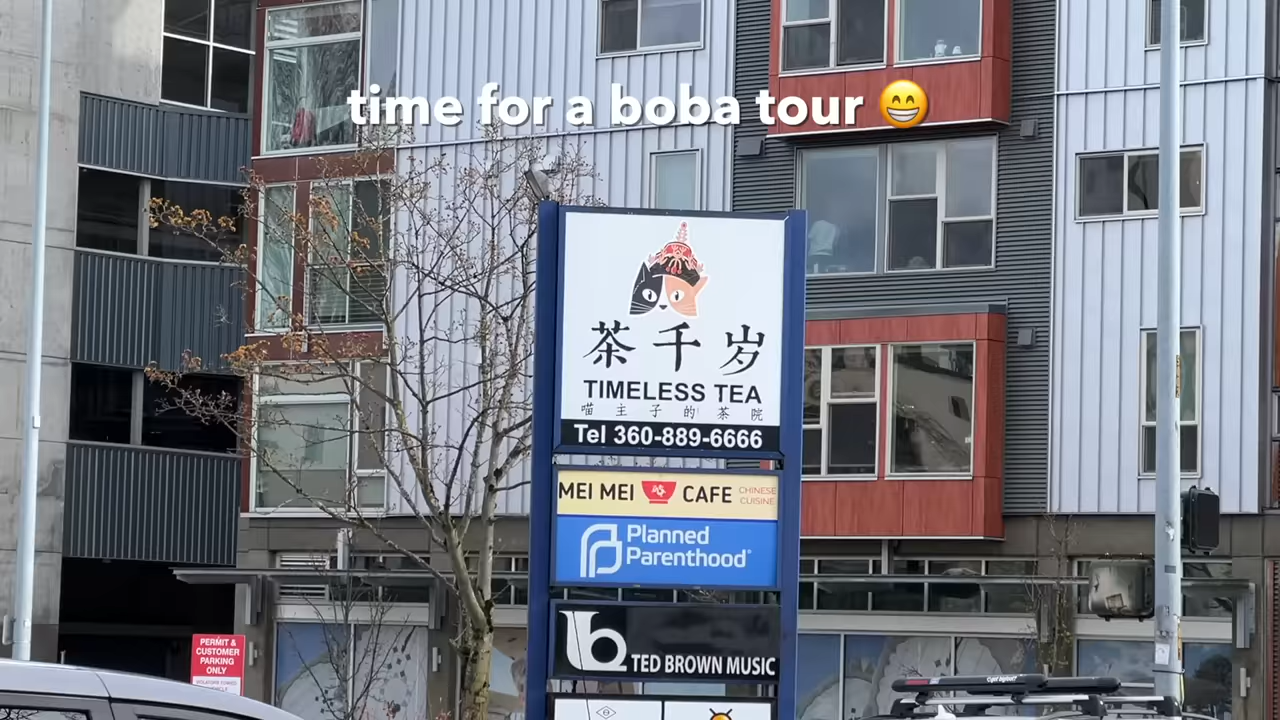 time for a boba tour 😁
茶千岁
TIMELESS TEA
喵主子的茶院
Tel 360-889-6666
MEI MEI CAFE CHINESE CUISINE
Planned
Parenthood®
TED BROWN MUSIC
PERMIT &
CUSTOMER
PARKING
ONLY